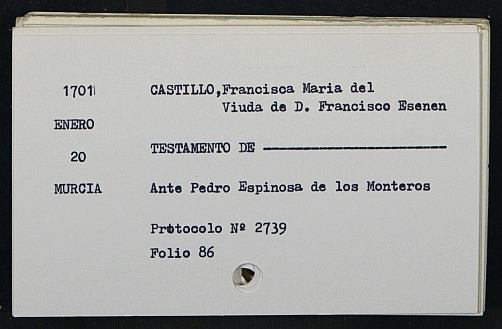 1701 CASTILLO,Francisca Maria del
Viuda de D. Francisco Esenen
ENERO
20 TESTAMENTO DE
MURCIA Ante Pedro Espinosa de los Monteros
Protocolo Nº 2739
Folio 86